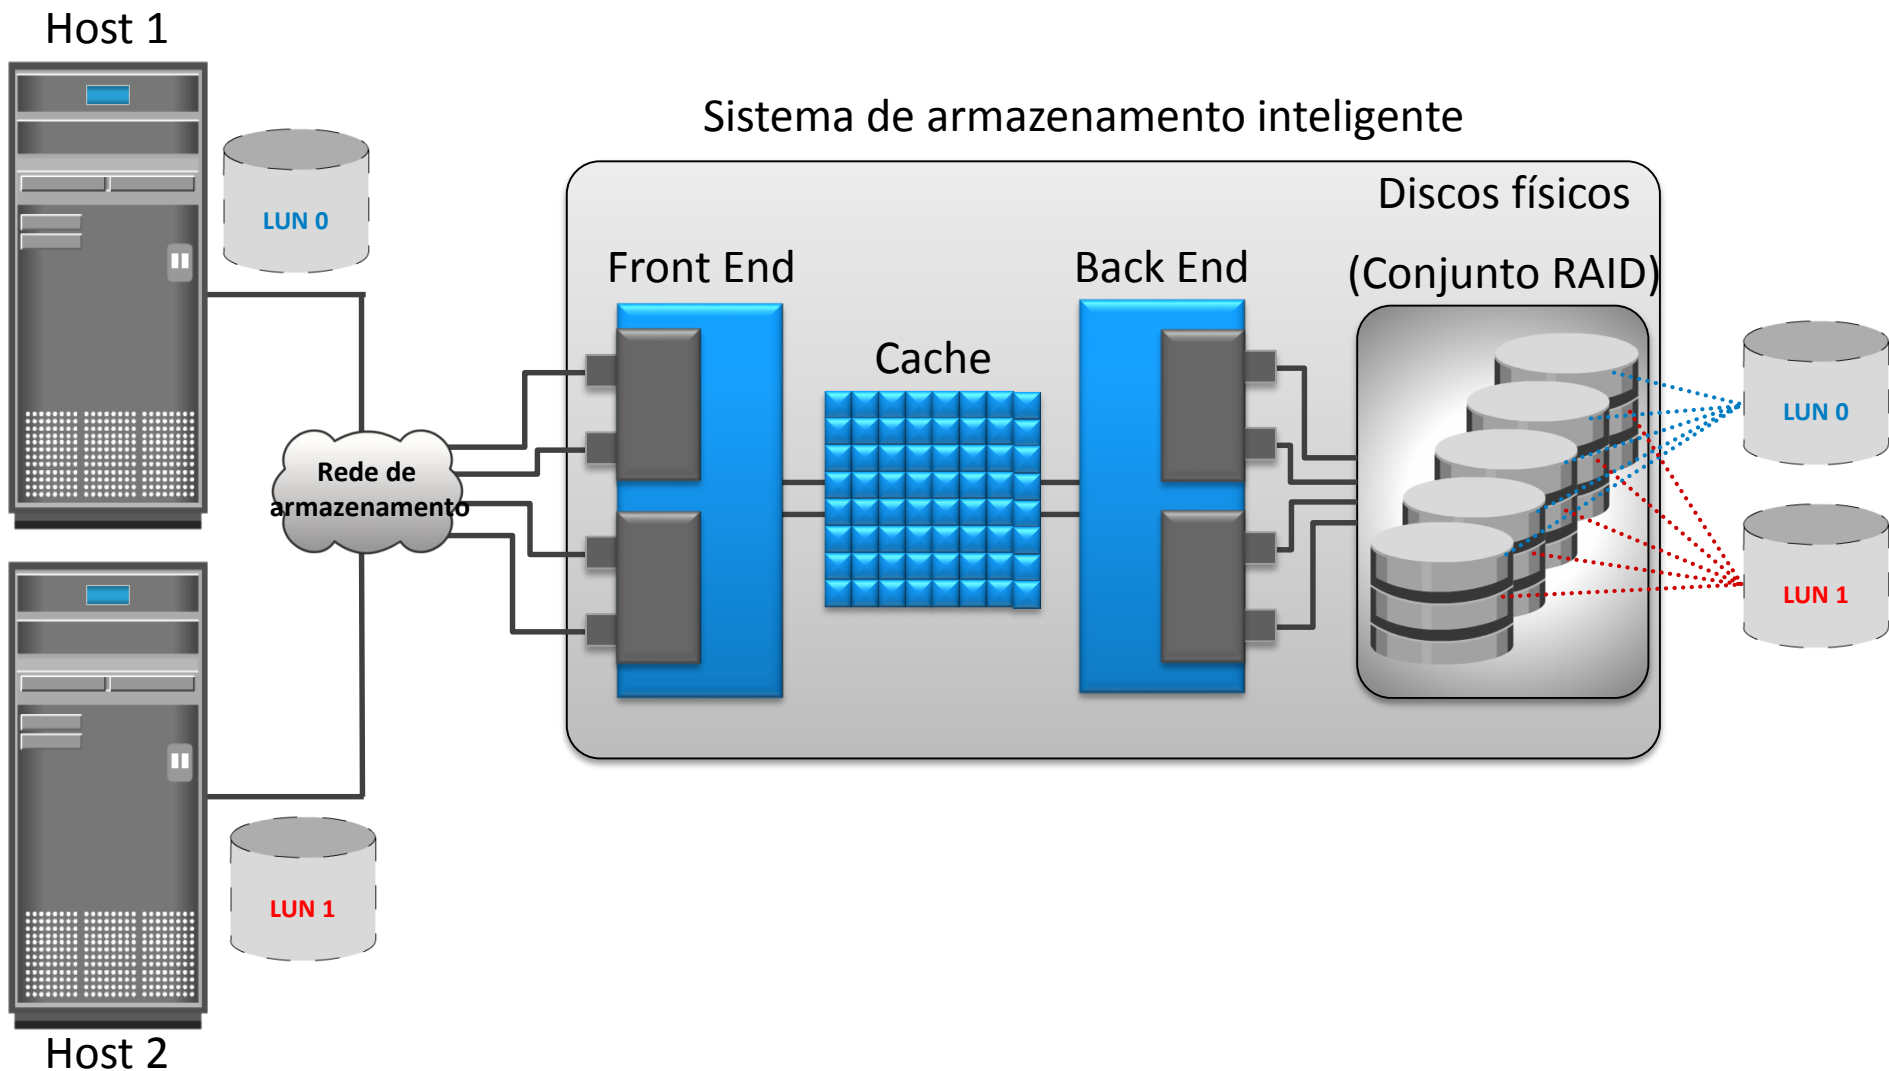 Host 1
Sistema de armazenamento inteligente
LUN 0
Discos físicos
(Conjunto RAID)
Front End
Back End
Cache
Rede de
armazenamento
LUN 0
LUN 1
LUN 1
Host 2